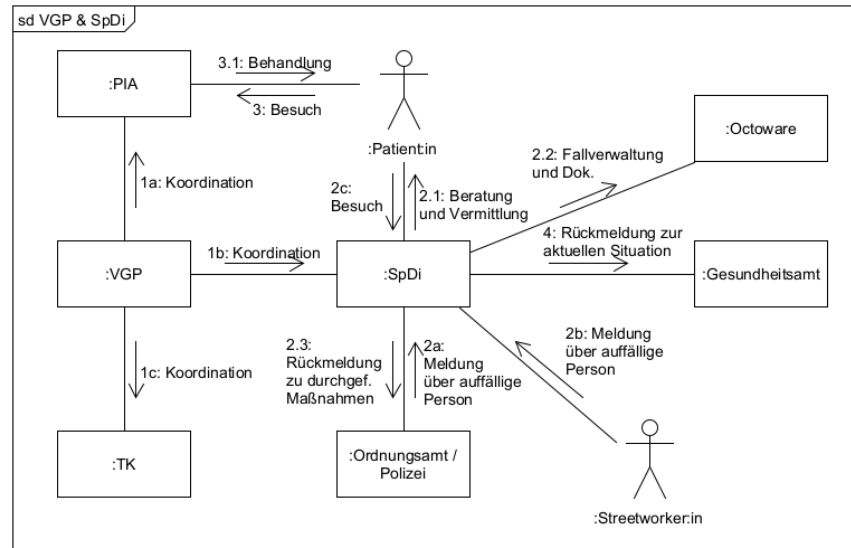 sd VGP & SpDi
3.1: Behandlung
:PIA
3: Besuch
:Octoware
:Patient:in
2.2: Fallverwaltung
und Dok.
1a: Koordination
2c:
Besuch
2.1: Beratung
und Vermittlung
4: Rückmeldung zur
aktuellen Situation
1b: Koordination
:VGP
:SpDi
:Gesundheitsamt
2.3:
Rückmeldung
zu durchgef.
Maßnahmen
2a:
Meldung
über auffällige
Person
2b: Meldung
über auffällige
Person
1c: Koordination
:TK
:Ordnungsamt /
Polizei
:Streetworker:in